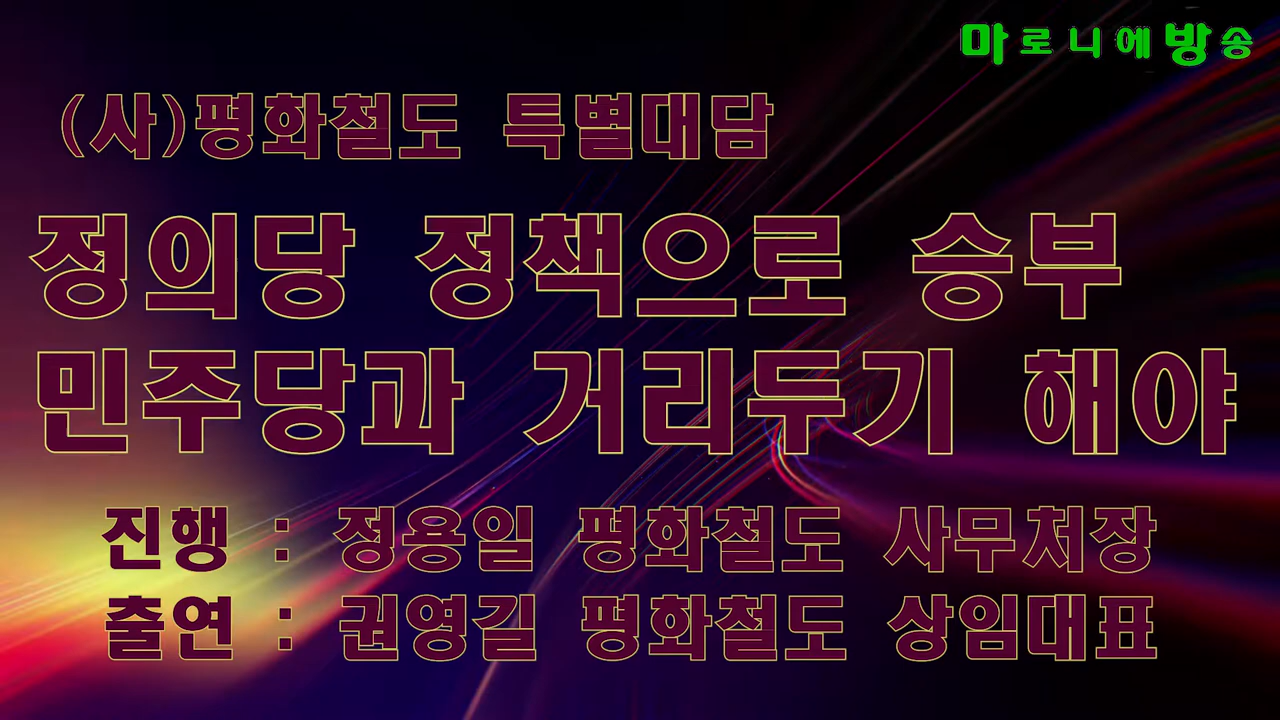 마로니에방송
(사)평화철도 특별대담
정의당 정책으로 승부
민주당과 거리두기 해야
진행 : 정용일 평화철도 사무처장
출연 : 권영길 평화철도 상임대표